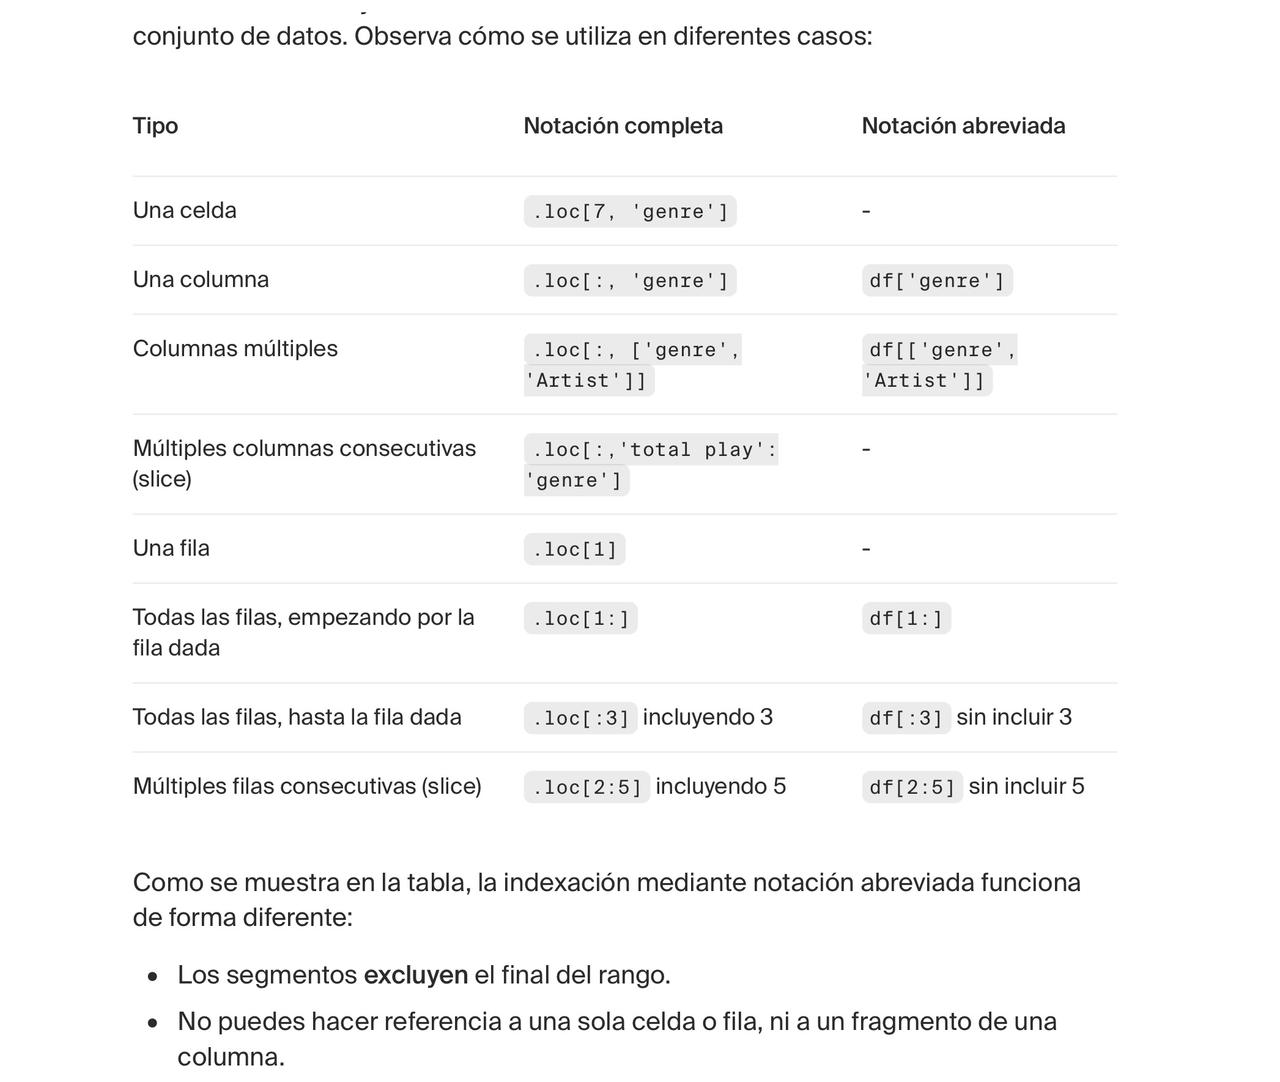 conjunto de datos. Observa cómo se utiliza en diferentes casos:
Tipo Notación completa Notación abreviada
Una celda .loc[7, 'genre'] -
Una columna .loc[:, 'genre'] df['genre']
Columnas múltiples .loc[:, ['genre', df[['genre',
'Artist']] 'Artist']]
Múltiples columnas consecutivas .loc[:,'total play': -
(slice) 'genre']
Una fila .loc[1] -
Todas las filas, empezando por la .loc[1:] df[1:]
fila dada
Todas las filas, hasta la fila dada .loc[:3] incluyendo 3 df[:3] sin incluir 3
Múltiples filas consecutivas (slice) .loc[2:5] incluyendo 5 df[2:5] sin incluir 5
Como se muestra en la tabla, la indexación mediante notación abreviada funciona
de forma diferente:
• Los segmentos excluyen el final del rango.
• No puedes hacer referencia a una sola celda o fila, ni a un fragmento de una
columna.